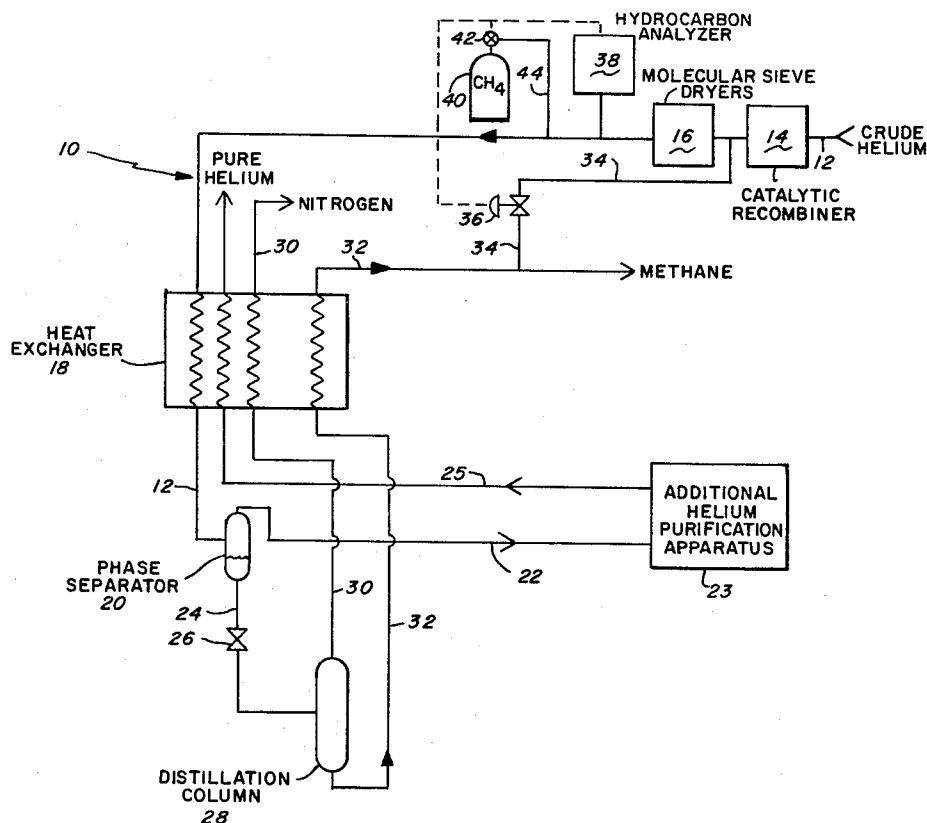 HYDROCARBON
ANALYZER
42
38
CH4
40
44
MOLECULAR SIEVE
DRYERS
16
14
12
CRUDE
HELIUM
CATALYTIC
RECOMBINER
10
PURE
HELIUM
NITROGEN
30
34
36
34
32
METHANE
HEAT
EXCHANGER
18
12
25
ADDITIONAL
HELIUM
PURIFICATION
APPARATUS
23
22
PHASE
SEPARATOR
20
24
26
30
32
DISTILLATION
COLUMN
28